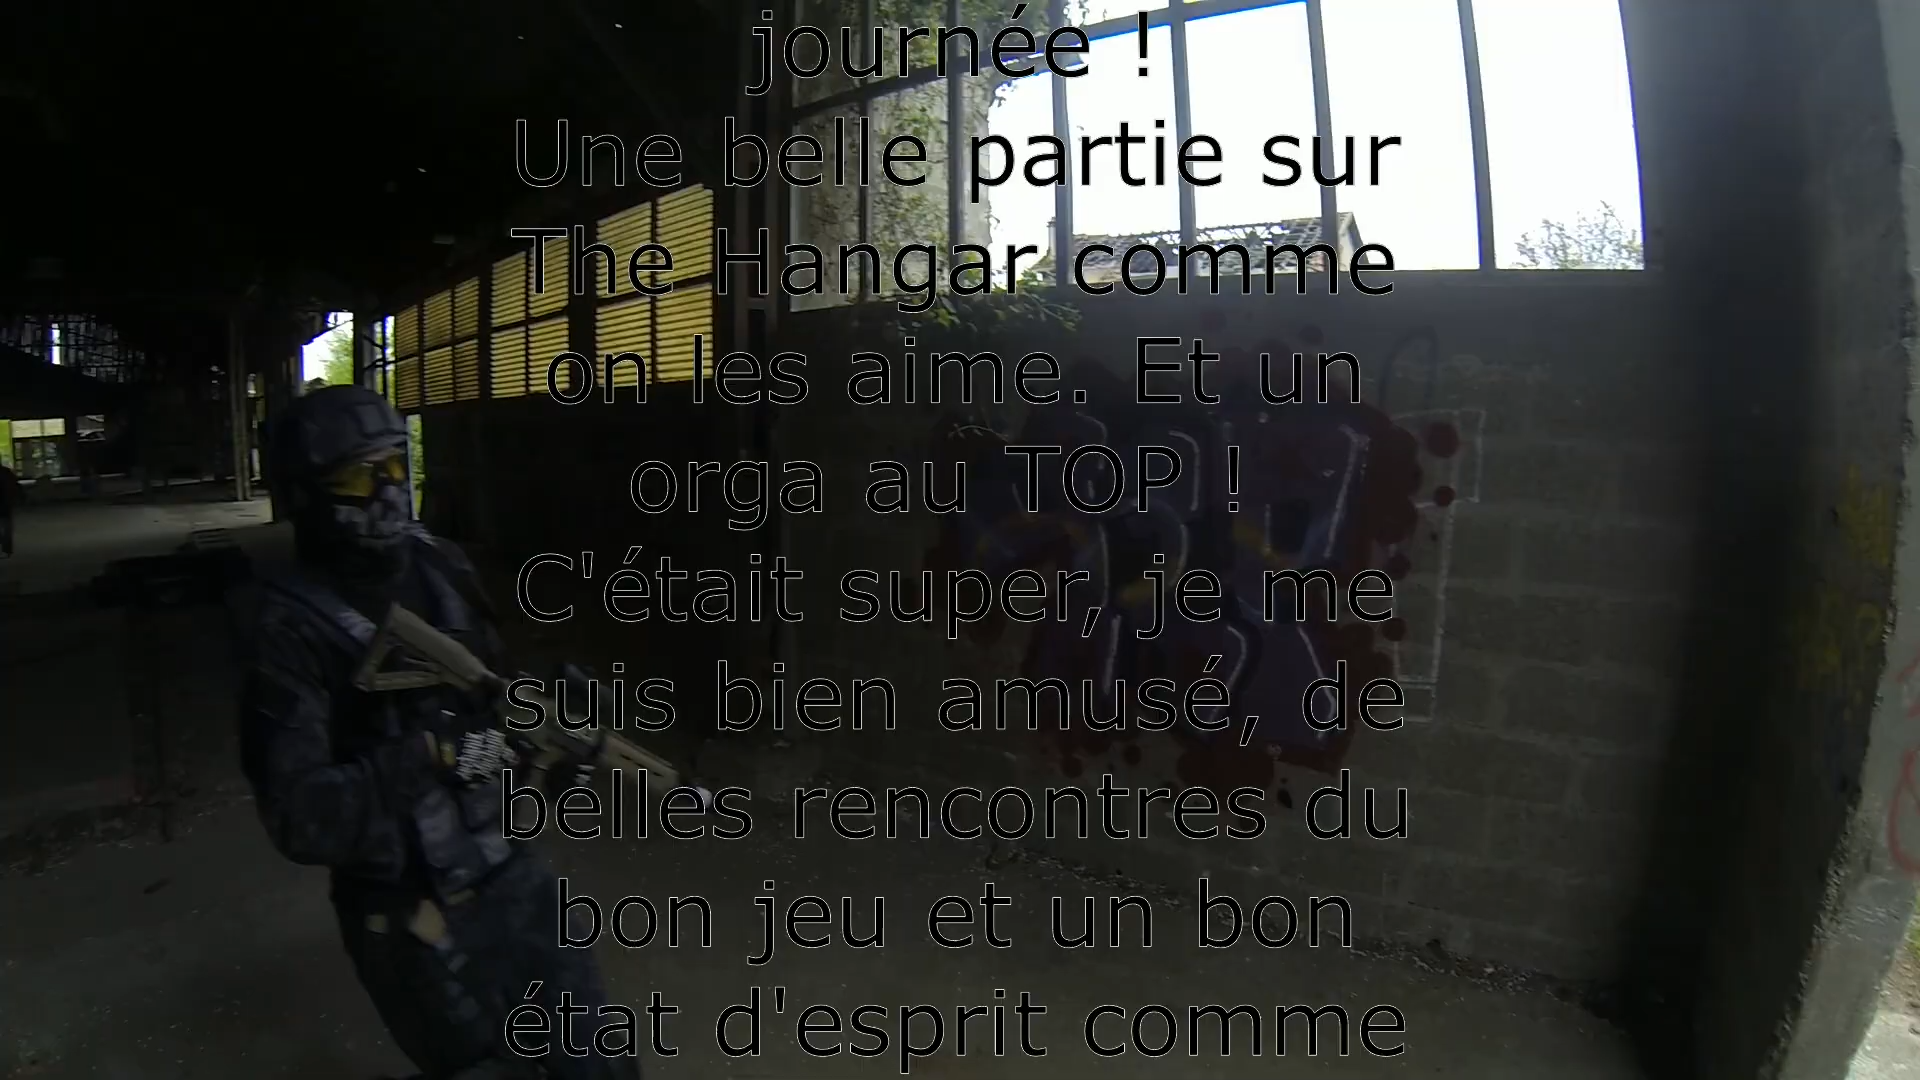 journée !
Une belle partie sur
The Hangar comme
on les aime. Et un
orga au TOP !
C'était super, je me
suis bien amusé, de
belles rencontres du
bon jeu et un bon
état d'esprit comme